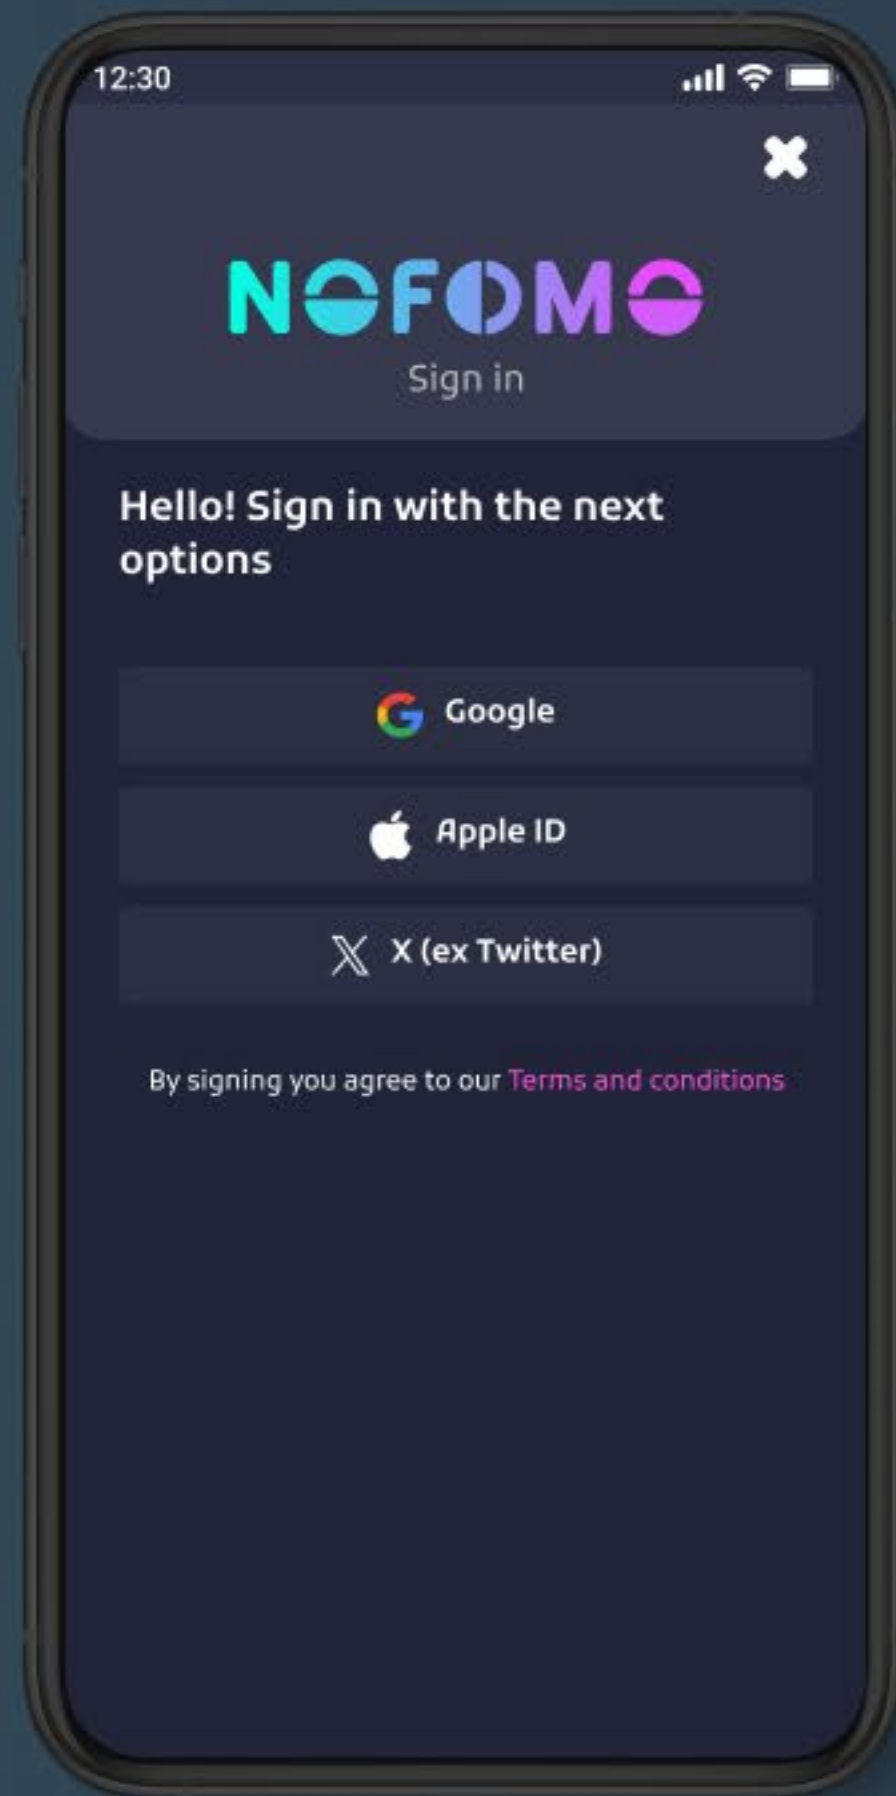 12:30
NOFOMO
Sign in
Hello! Sign in with the next
options
Google
Apple ID
X (ex Twitter)
By signing you agree to our Terms and conditions